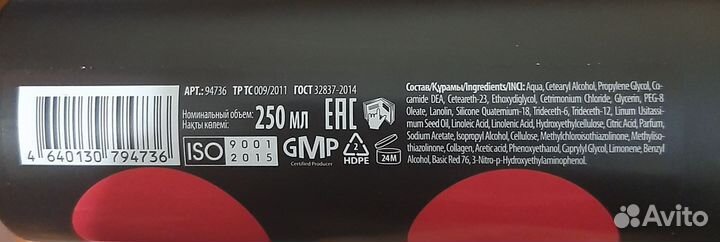 АРТ.: 94736 ТР ТС 009/2011 ГОСТ 32837-2014
Номинальный объем:
Нақты көлемі:
250 МЛ
EAC
4 640130 794736
ISO 9001
2015
GMP
Certified Producer
2
HDPE
24M
Состав/Құрамы/Ingredients/INCI: Aqua, Cetearyl Alcohol, Propylene Glycol, Co-
camide DEA, Ceteareth-23, Ethoxydiglycol, Cetrimonium Chloride, Glycerin, PEG-8
Oleate, Lanolin, Silicone Quaternium-18, Trideceth-6, Trideceth-12, Linum Usitatis-
simum Seed Oil, Linoleic Acid, Linolenic Acid, Hydroxyethylcellulose, Citric Acid, Parfum,
Sodium Acetate, Isopropyl Alcohol, Cellulose, Methylchloroisothiazolinone, Methyliso-
thiazolinone, Collagen, Acetic acid, Phenoxyethanol, Caprylyl Glycol, Limonene, Benzyl
Alcohol, Basic Red 76, 3-Nitro-p-Hydroxyethylaminophenol.
Avito